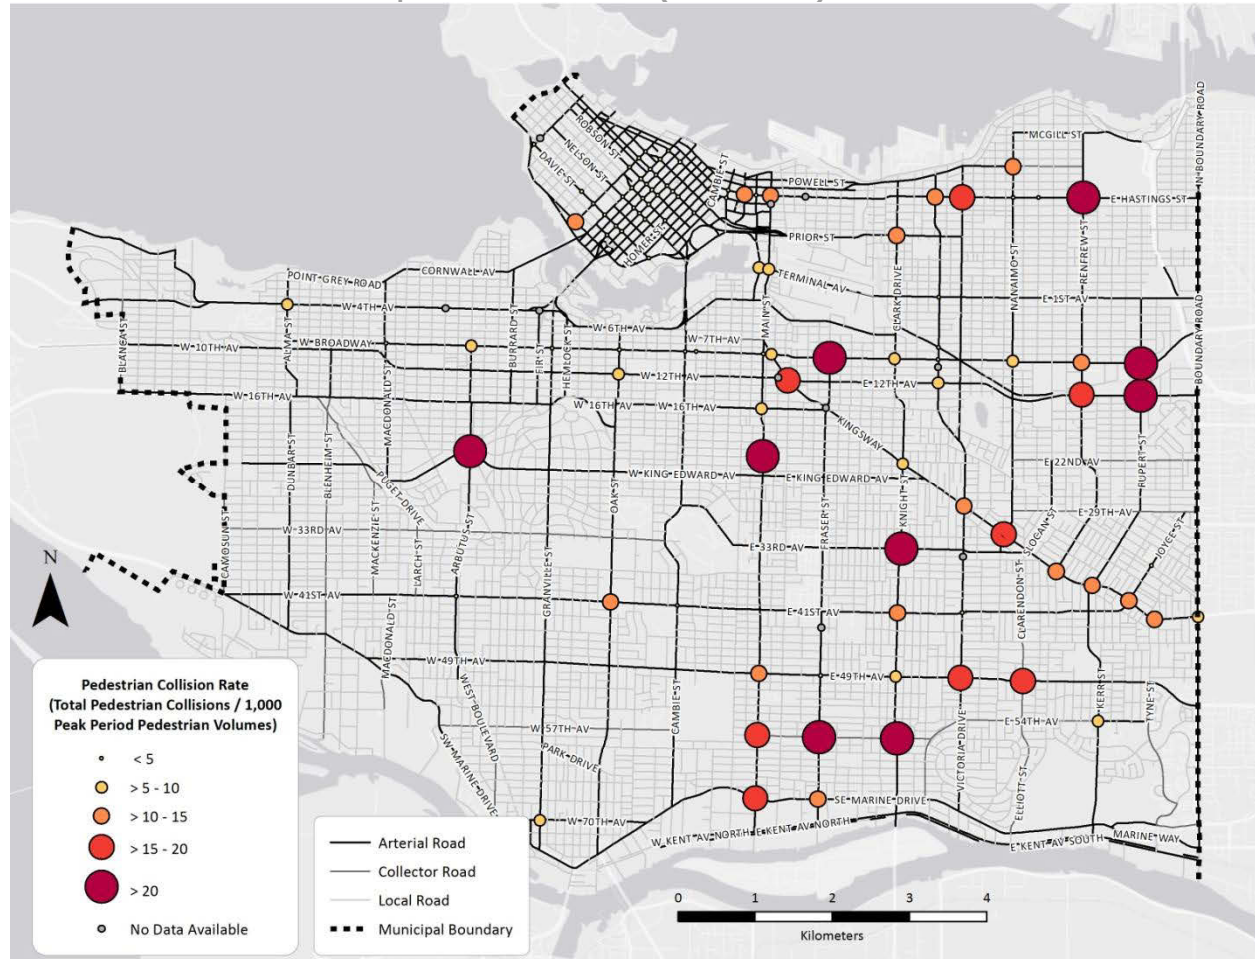 MCGILL ST
N BOUNDARY ROAD
ROBSON ST
NELSON ST
DAVIE ST
CAMBIE ST
POWELL ST
E HASTINGS ST
HOMER ST
PRIOR ST
RENFREW ST
NANAIMO ST
POINT GREY ROAD
CORNWALL AV
TERMINAL AV
CLARK DRIVE
E 1ST AV
W 4TH AV
MAIN ST
BLANCA ST
ALMA ST
W 10TH AV
W BROADWAY
BURRARD ST
FIR ST
HEMLOCK ST
W 6TH AV
W 7TH AV
BOUNDARY ROAD
MACDONALD ST
W 12TH AV
E 12TH AV
W 16TH AV
W 16TH AV
W 16TH AV
KINGSWAY
DUNBAR ST
BLENHEIM ST
PUGET DRIVE
W KING EDWARD AV
E KING EDWARD AV
E 22ND AV
RUPERT ST
OAK ST
KNIGHT ST
FRASER ST
CAMOSUN ST
W 33RD AV
MACKENZIE ST
LARCH ST
ARBUTUS ST
E 33RD AV
SLOCAN ST
E 29TH AV
JOYCE ST
N
GRANVILLE ST
W 41ST AV
E 41ST AV
CLARENDON ST
MACDONALD ST
W 49TH AV
E 49TH AV
CAMBIE ST
KERR ST
TYNE ST
WEST BOULEVARD
W 57TH AV
E 54TH AV
PARK DRIVE
SW MARINE DRIVE
VICTORIA DRIVE
ELLIOTT ST
SE MARINE DRIVE
W 70TH AV
W KENT AV NORTH
E KENT AV NORTH
E KENT AV SOUTH
MARINE WAY
Pedestrian Collision Rate
(Total Pedestrian Collisions / 1,000
Peak Period Pedestrian Volumes)
< 5
> 5 - 10
> 10 - 15
> 15 - 20
> 20
No Data Available
Arterial Road
Collector Road
Local Road
Municipal Boundary
0 1 2 3 4
Kilometers